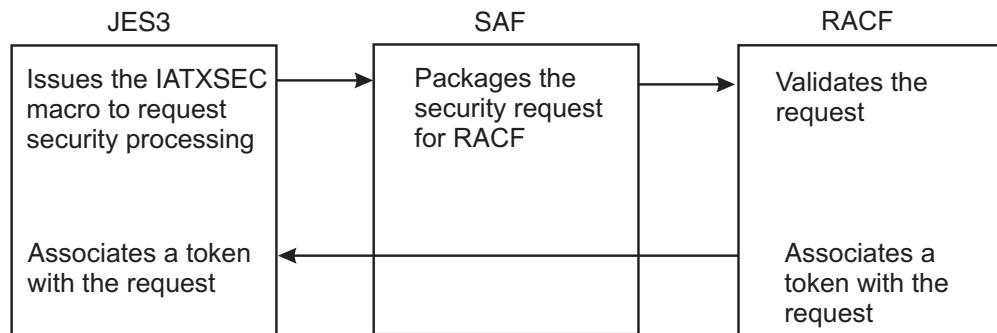 JES3
SAF
RACF
Issues the IATXSEC
macro to request
security processing
Packages the
security request
for RACF
Validates the
request
Associates a token
with the request
Associates a
token with the
request